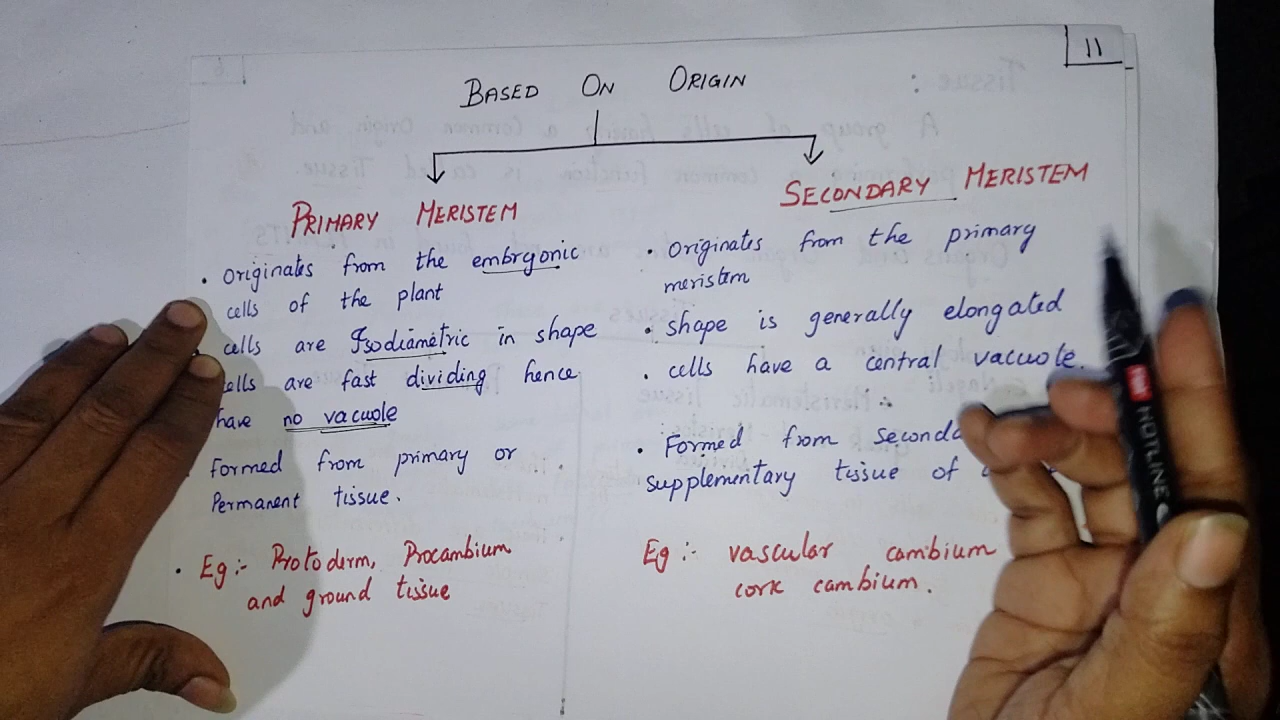 11
BASED ON ORIGIN
PRIMARY MERISTEM
• originates from the embryonic
cells of the plant
cells are Isodiametric in shape
cells are fast dividing hence
have no vacuole
formed from primary or
Permanent tissue.
• Eg :- Protoderm, Procambium
and ground tissue
SECONDARY MERISTEM
• originates from the primary
meristem
• shape is generally elongated
• cells have a central vacuole.
• Formed from
supplementary tissue of
Eg :- vascular cambium
cork cambium.
HOTLINE